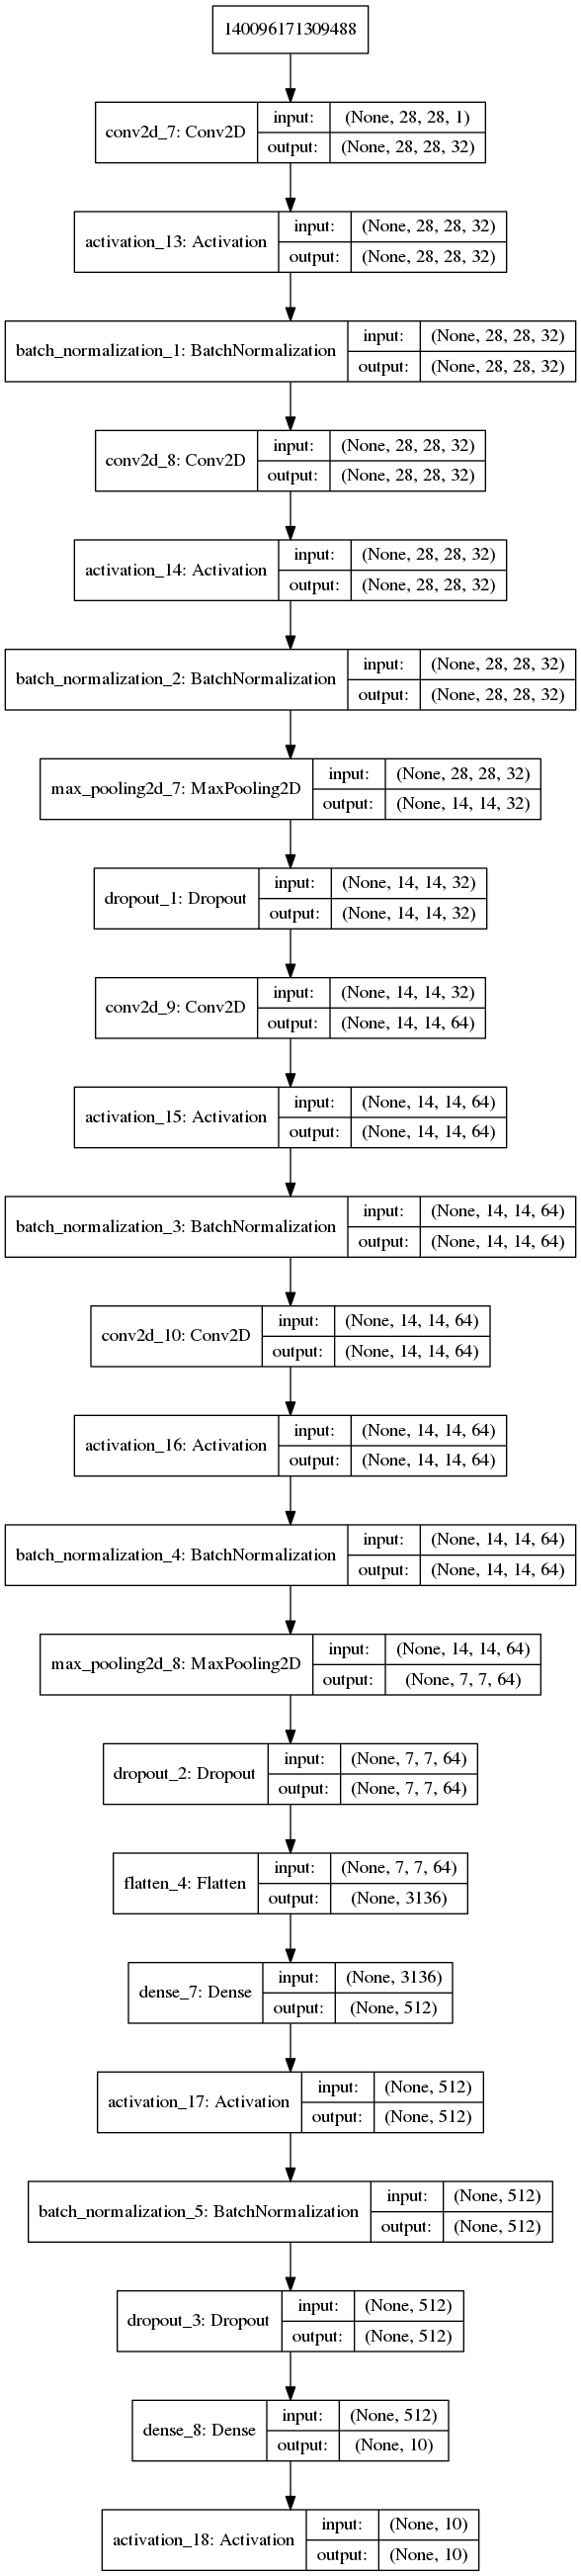 140096171309488
conv2d_7: Conv2D
input:
(None, 28, 28, 1)
output:
(None, 28, 28, 32)
activation_13: Activation
input:
(None, 28, 28, 32)
output:
(None, 28, 28, 32)
batch_normalization_1: BatchNormalization
input:
(None, 28, 28, 32)
output:
(None, 28, 28, 32)
conv2d_8: Conv2D
input:
(None, 28, 28, 32)
output:
(None, 28, 28, 32)
activation_14: Activation
input:
(None, 28, 28, 32)
output:
(None, 28, 28, 32)
batch_normalization_2: BatchNormalization
input:
(None, 28, 28, 32)
output:
(None, 28, 28, 32)
max_pooling2d_7: MaxPooling2D
input:
(None, 28, 28, 32)
output:
(None, 14, 14, 32)
dropout_1: Dropout
input:
(None, 14, 14, 32)
output:
(None, 14, 14, 32)
conv2d_9: Conv2D
input:
(None, 14, 14, 32)
output:
(None, 14, 14, 64)
activation_15: Activation
input:
(None, 14, 14, 64)
output:
(None, 14, 14, 64)
batch_normalization_3: BatchNormalization
input:
(None, 14, 14, 64)
output:
(None, 14, 14, 64)
conv2d_10: Conv2D
input:
(None, 14, 14, 64)
output:
(None, 14, 14, 64)
activation_16: Activation
input:
(None, 14, 14, 64)
output:
(None, 14, 14, 64)
batch_normalization_4: BatchNormalization
input:
(None, 14, 14, 64)
output:
(None, 14, 14, 64)
max_pooling2d_8: MaxPooling2D
input:
(None, 14, 14, 64)
output:
(None, 7, 7, 64)
dropout_2: Dropout
input:
(None, 7, 7, 64)
output:
(None, 7, 7, 64)
flatten_4: Flatten
input:
(None, 7, 7, 64)
output:
(None, 3136)
dense_7: Dense
input:
(None, 3136)
output:
(None, 512)
activation_17: Activation
input:
(None, 512)
output:
(None, 512)
batch_normalization_5: BatchNormalization
input:
(None, 512)
output:
(None, 512)
dropout_3: Dropout
input:
(None, 512)
output:
(None, 512)
dense_8: Dense
input:
(None, 512)
output:
(None, 10)
activation_18: Activation
input:
(None, 10)
output:
(None, 10)